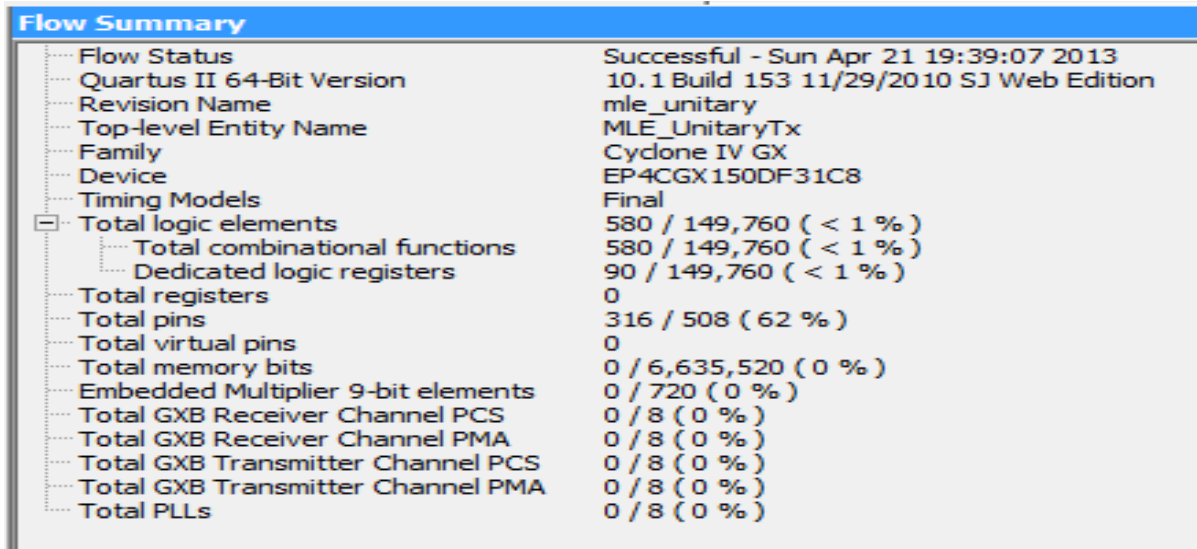 Flow Summary
Flow Status Successful - Sun Apr 21 19:39:07 2013
Quartus II 64-Bit Version 10.1 Build 153 11/29/2010 SJ Web Edition
Revision Name mle_unitary
Top-level Entity Name MLE_UnitaryTx
Family Cyclone IV GX
Device EP4CGX150DF31C8
Timing Models Final
Total logic elements 580 / 149,760 ( < 1 % )
Total combinational functions 580 / 149,760 ( < 1 % )
Dedicated logic registers 90 / 149,760 ( < 1 % )
Total registers 0
Total pins 316 / 508 ( 62 % )
Total virtual pins 0
Total memory bits 0 / 6,635,520 ( 0 % )
Embedded Multiplier 9-bit elements 0 / 720 ( 0 % )
Total GXB Receiver Channel PCS 0 / 8 ( 0 % )
Total GXB Receiver Channel PMA 0 / 8 ( 0 % )
Total GXB Transmitter Channel PCS 0 / 8 ( 0 % )
Total GXB Transmitter Channel PMA 0 / 8 ( 0 % )
Total PLLs 0 / 8 ( 0 % )